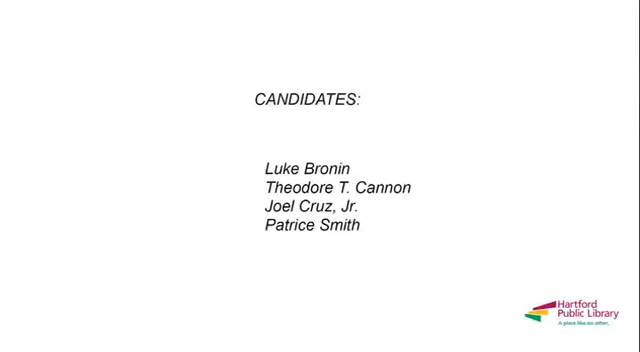 CANDIDATES:
Luke Bronin
Theodore T. Cannon
Joel Cruz, Jr.
Patrice Smith
Hartford
Public Library
A place like no other.